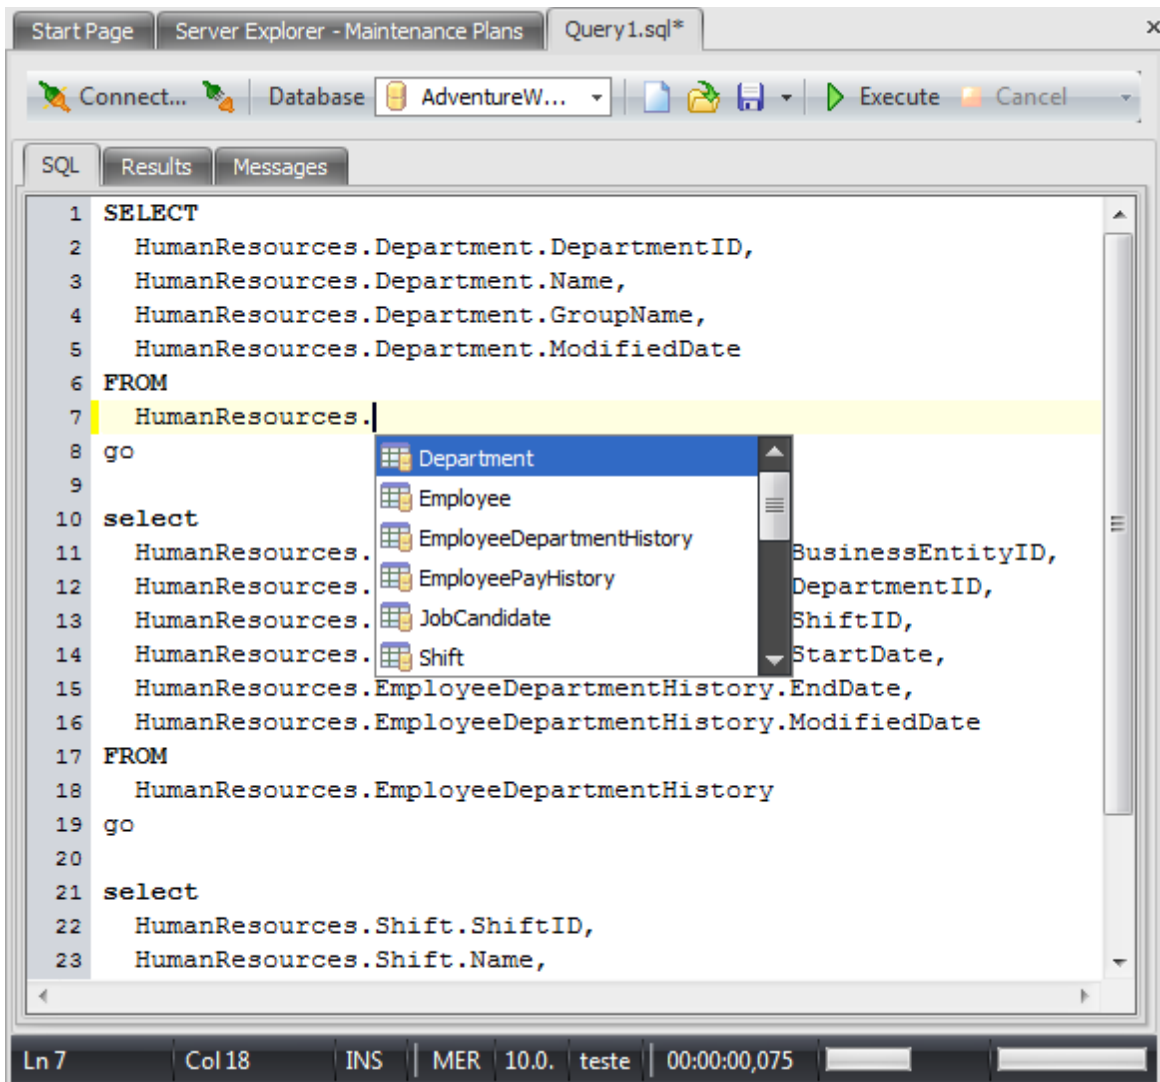 Start Page Server Explorer - Maintenance Plans Query1.sql*
Connect... Database AdventureW... Execute Cancel
SQL Results Messages
1 SELECT
2 HumanResources.Department.DepartmentID,
3 HumanResources.Department.Name,
4 HumanResources.Department.GroupName,
5 HumanResources.Department.ModifiedDate
6 FROM
7 HumanResources.
8 go
Department
9
Employee
10 select
EmployeeDepartmentHistory
11 HumanResources. BusinessEntityID,
EmployeePayHistory
12 HumanResources. DepartmentID,
JobCandidate
13 HumanResources. ShiftID,
Shift
14 HumanResources. StartDate,
15 HumanResources.EmployeeDepartmentHistory.EndDate,
16 HumanResources.EmployeeDepartmentHistory.ModifiedDate
17 FROM
18 HumanResources.EmployeeDepartmentHistory
19 go
20
21 select
22 HumanResources.Shift.ShiftID,
23 HumanResources.Shift.Name,
Ln 7 Col 18 INS MER 10.0. teste 00:00:00,075